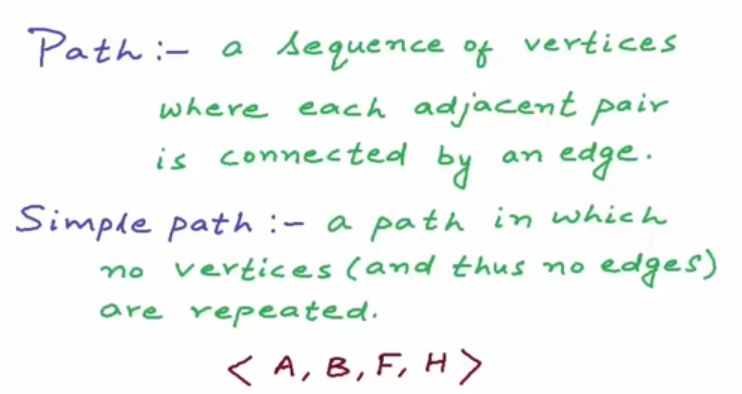 Path:- a sequence of vertices
where each adjacent pair
is connected by an edge.
Simple path :- a path in which
no vertices (and thus no edges)
are repeated.
< A, B, F, H >